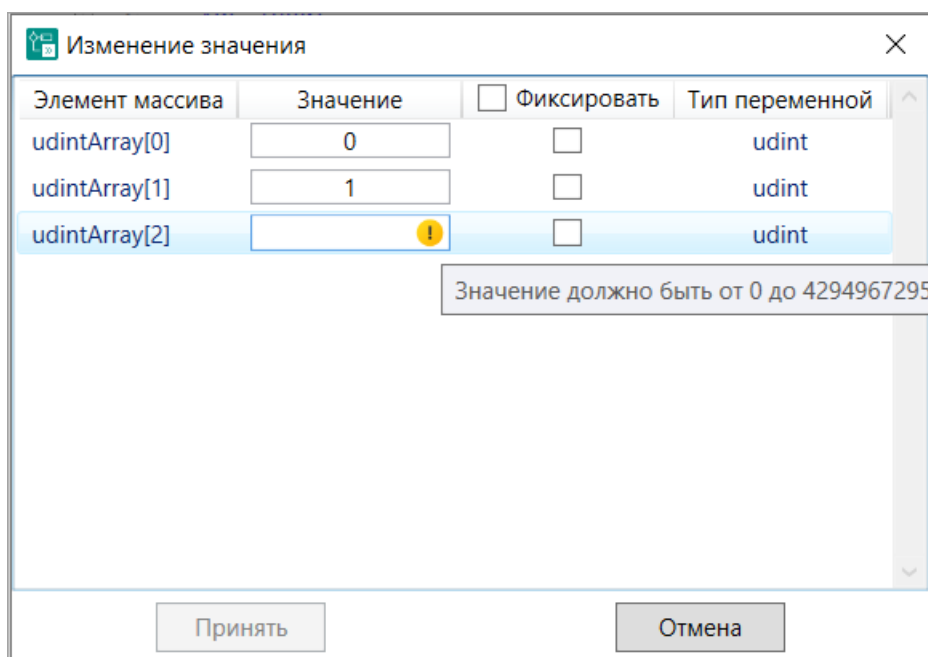 Изменение значения
Элемент массива Значение Фиксировать Тип переменной
udintArray[0] 0 udint
udintArray[1] 1 udint
udintArray[2] udint
Значение должно быть от 0 до 4294967295
Принять Отмена